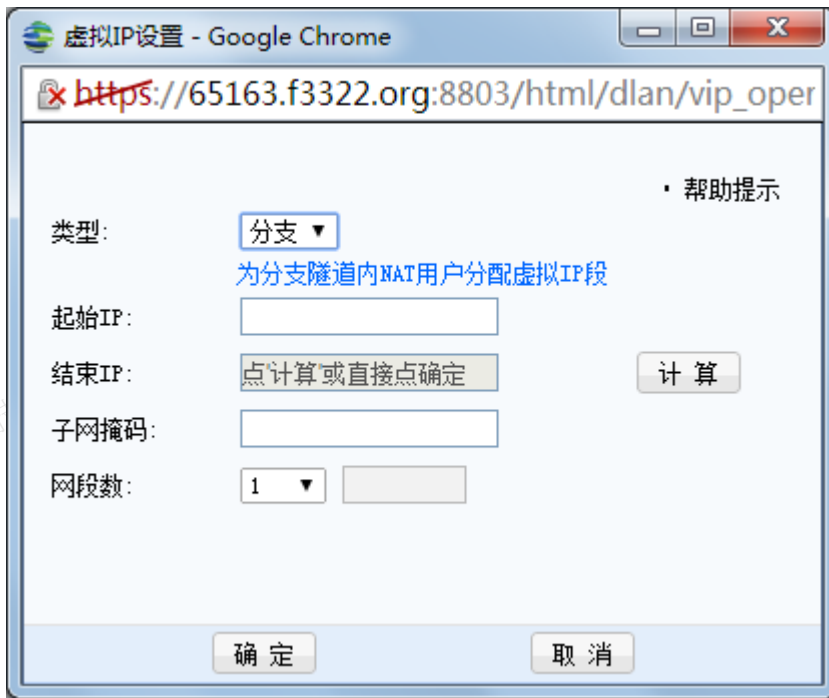 虚拟IP设置 - Google Chrome
https://65163.f3322.org:8803/html/dlan/vip_oper
· 帮助提示
类型: 分支
为分支隧道内NAT用户分配虚拟IP段
起始IP:
结束IP: 点'计算'或直接点确定 计 算
子网掩码:
网段数: 1
确 定 取 消